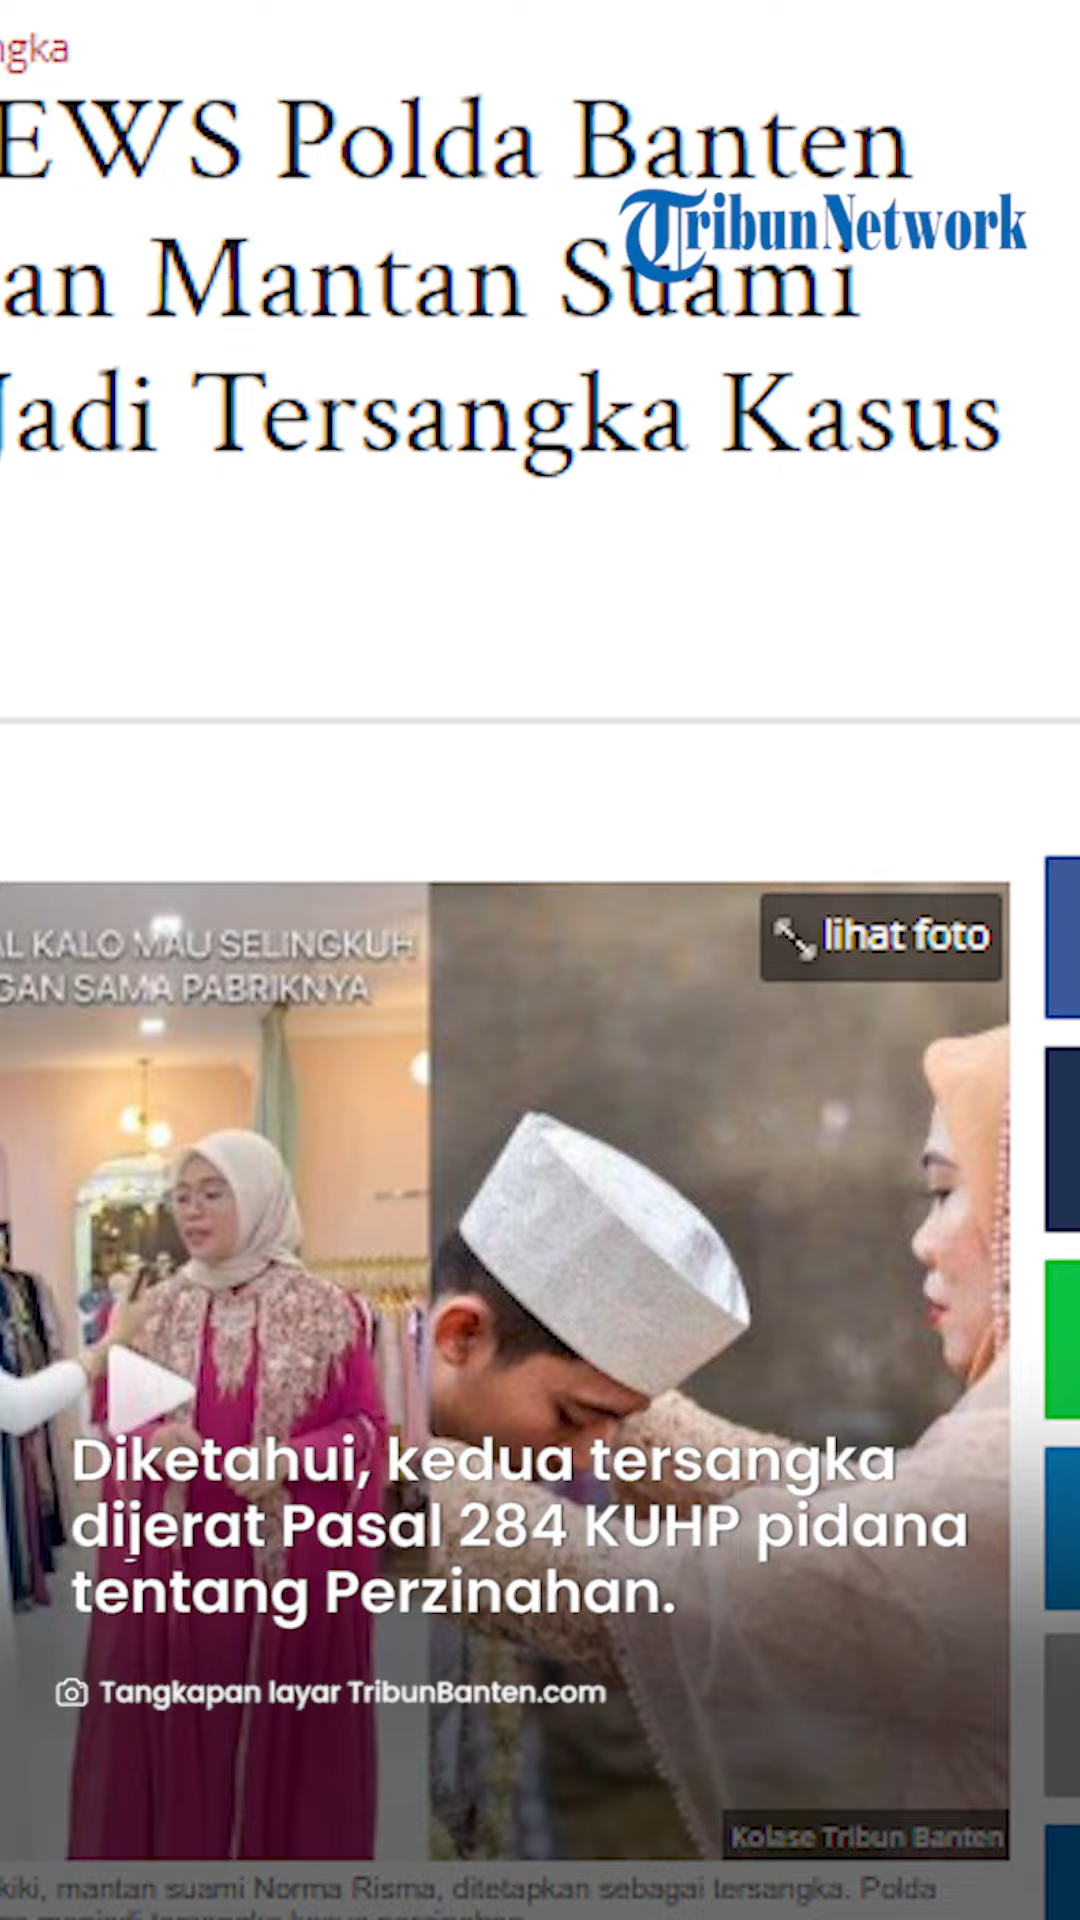 ngka
EWS Polda Banten
TribunNetwork
an Mantan Suami
Jadi Tersangka Kasus
AL KALO MAU SELINGKUH
GAN SAMA PABRIKNYA
lihat foto
Diketahui, kedua tersangka
dijerat Pasal 284 KUHP pidana
tentang Perzinahan.
Tangkapan layar TribunBanten.com
Kolase Tribun Banten
kiki, mantan suami Norma Risma, ditetapkan sebagai tersangka. Polda